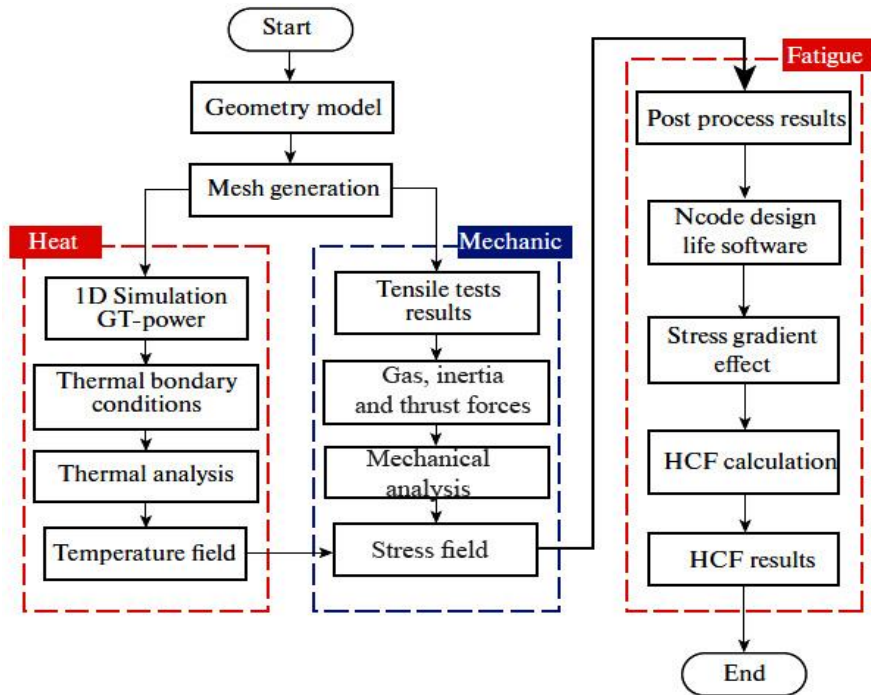 Start
Geometry model
Mesh generation
Heat
1D Simulation
GT-power
Thermal bondary
conditions
Thermal analysis
Temperature field
Mechanic
Tensile tests
results
Gas, inertia
and thrust forces
Mechanical
analysis
Stress field
Fatigue
Post process results
Ncode design
life software
Stress gradient
effect
HCF calculation
HCF results
End